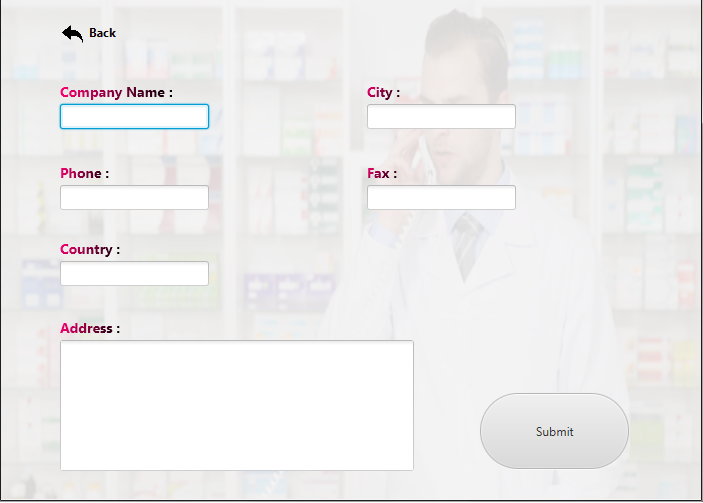 Back
Company Name :
City :
Phone :
Fax :
Country :
Address :
Submit